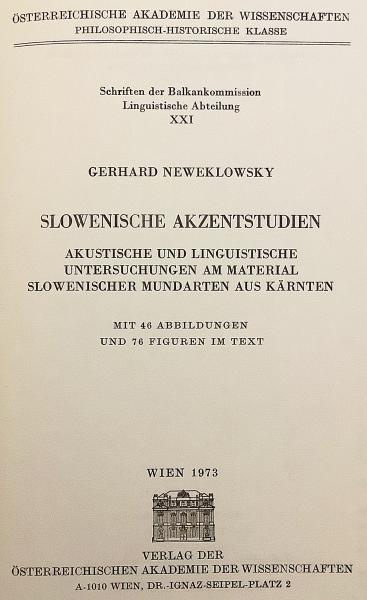 ÖSTERREICHISCHE AKADEMIE DER WISSENSCHAFTEN
PHILOSOPHISCH-HISTORISCHE KLASSE
Schriften der Balkankommission
Linguistische Abteilung
XXI
GERHARD NEWEKLOWSKY
SLOWENISCHE AKZENTSTUDIEN
AKUSTISCHE UND LINGUISTISCHE
UNTERSUCHUNGEN AM MATERIAL
SLOWENISCHER MUNDARTEN AUS KÄRNTEN
MIT 46 ABBILDUNGEN
UND 76 FIGUREN IM TEXT
WIEN 1973
VERLAG DER
ÖSTERREICHISCHEN AKADEMIE DER WISSENSCHAFTEN
A-1010 WIEN, DR.-IGNAZ-SEIPEL-PLATZ 2